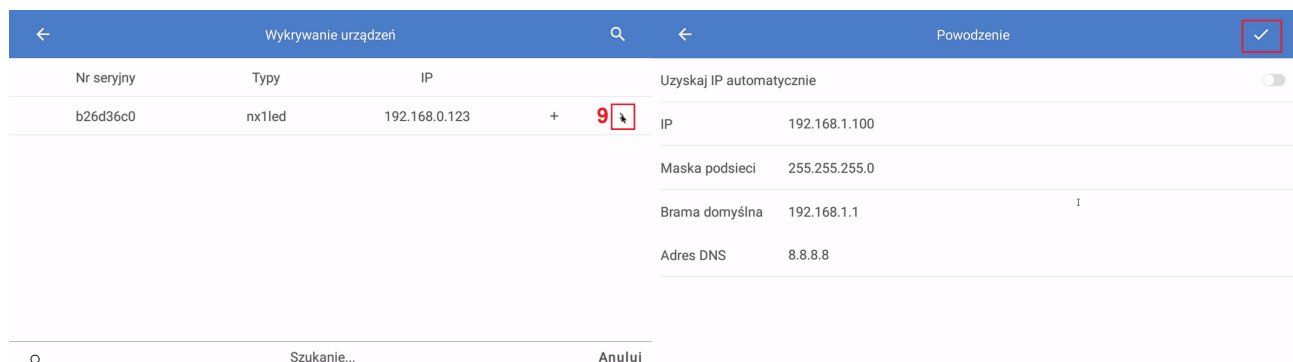 Wykrywanie urządzeń
Nr seryjny Typy IP
b26d36c0 nx1led 192.168.0.123 + 9
Szukanie... Anuluj
Powodzenie
Uzyskaj IP automatycznie
IP 192.168.1.100
Maska podsieci 255.255.255.0
Brama domyślna 192.168.1.1
Adres DNS 8.8.8.8